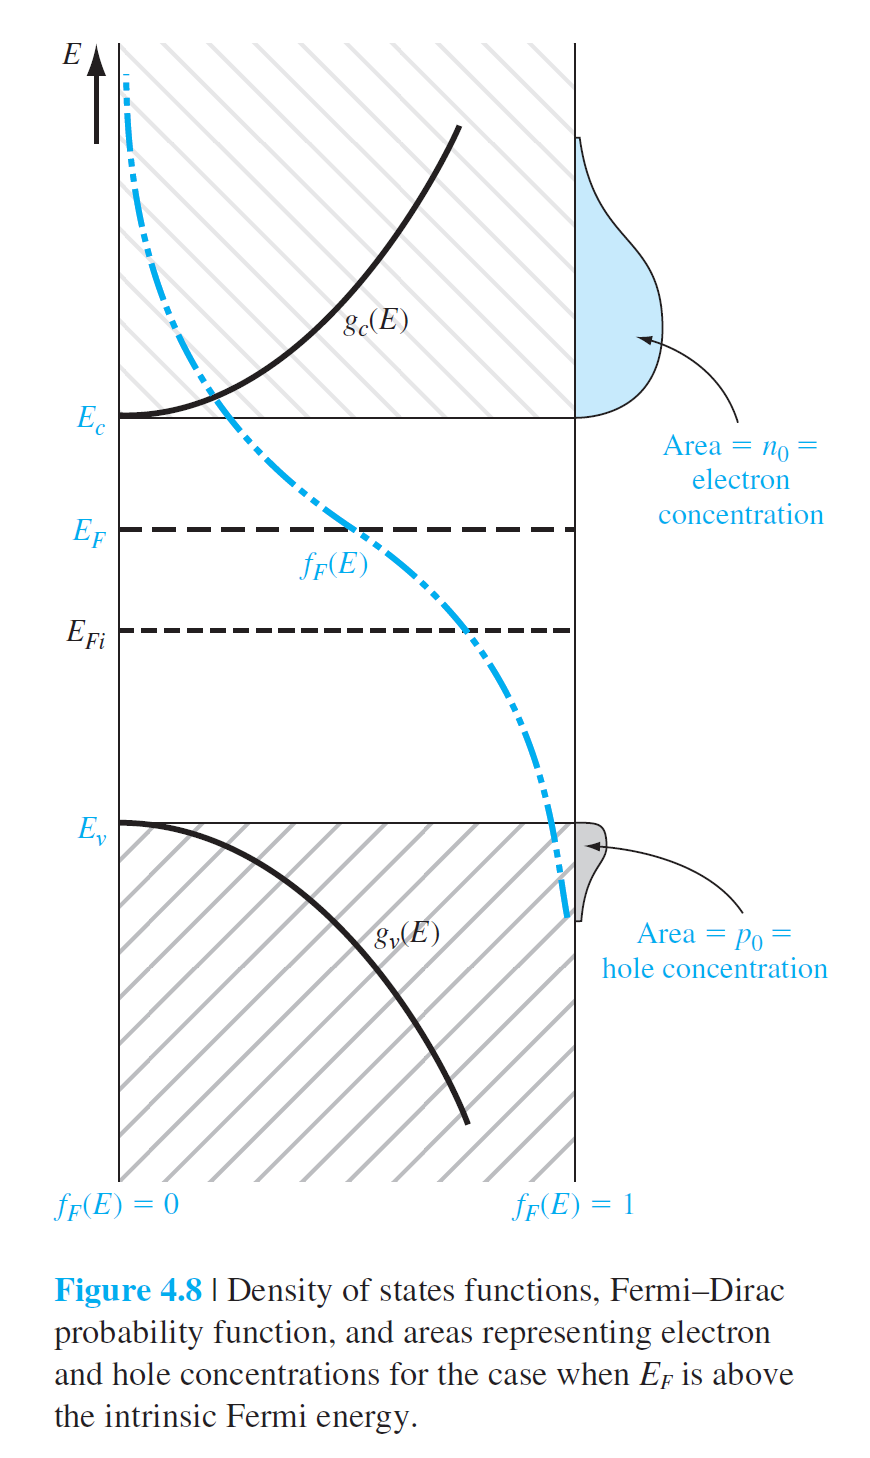 E
g_c(E)
E_c
Area = n_0 =
electron
concentration
E_F
f_F(E)
E_Fi
E_v
g_v(E)
Area = p_0 =
hole concentration
f_F(E) = 0
f_F(E) = 1
Figure 4.8 | Density of states functions, Fermi–Dirac
probability function, and areas representing electron
and hole concentrations for the case when E_F is above
the intrinsic Fermi energy.